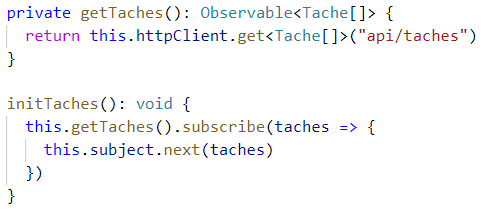 private getTaches(): Observable<Tache[]> {
return this.httpClient.get<Tache[]>("api/taches")
}
initTaches(): void {
this.getTaches().subscribe(taches => {
this.subject.next(taches)
})
}